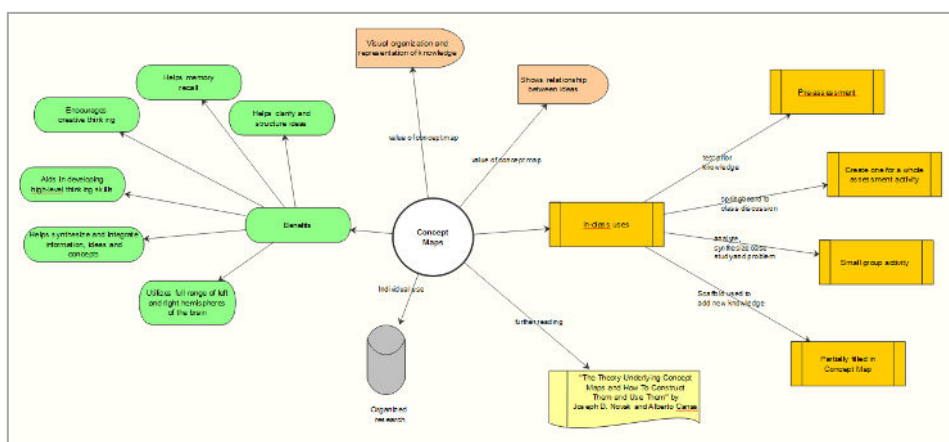 Visual organization and
representation of knowledge
Shows relationship
between ideas
Helps memory
recall
Encourages
creative thinking
Helps clarify and
structure ideas
Aids in developing
high-level thinking skills
Helps synthesize and integrate
information, ideas and
concepts
Utilizes full range of left
and right hemispheres
of the brain
Benefits
Concept
Maps
value of concept map
value of concept map
Individual use
Organized
research
further reading
"The Theory Underlying Concept
Maps and How To Construct
Them and Use Them" by
Joseph D. Novak and Alberto Canas
In-class uses
test prior
knowledge
Pre-assessment
springboard to
class discussion
Create one for a whole
assessment activity.
analyze,
synthesize case
study and problem
Small group activity
Scaffold used to
add new knowledge
Partially filled in
Concept Map